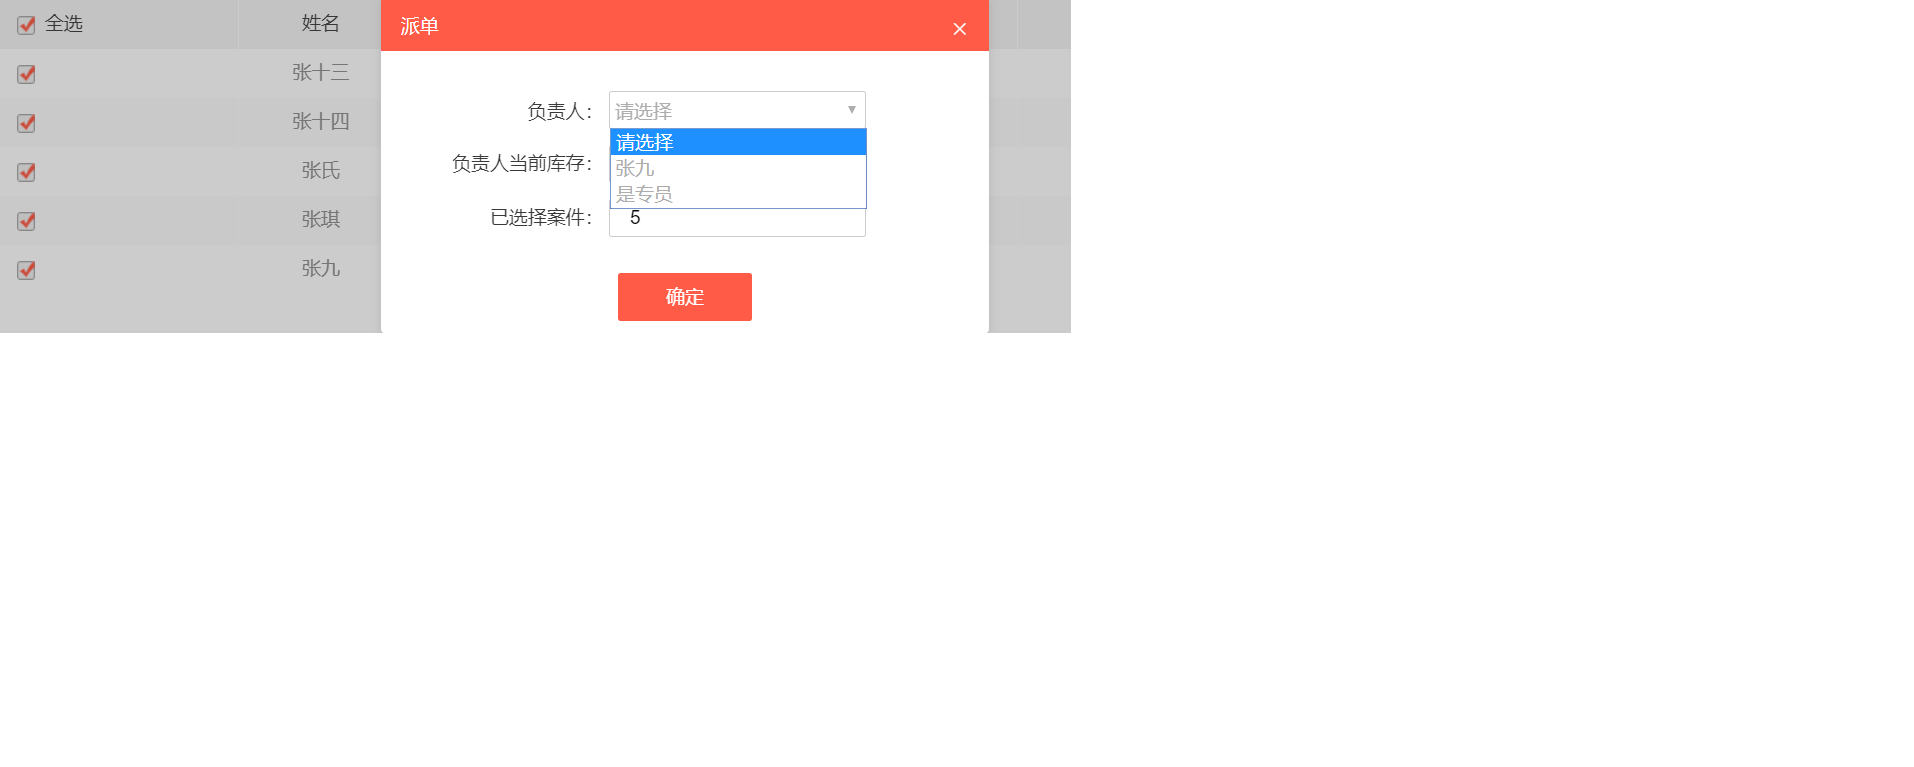 全选 姓名
张十三
张十四
张氏
张琪
张九
派单 ×
负责人： 请选择 ▼
请选择
张九
是专员
负责人当前库存：
已选择案件： 5
确定